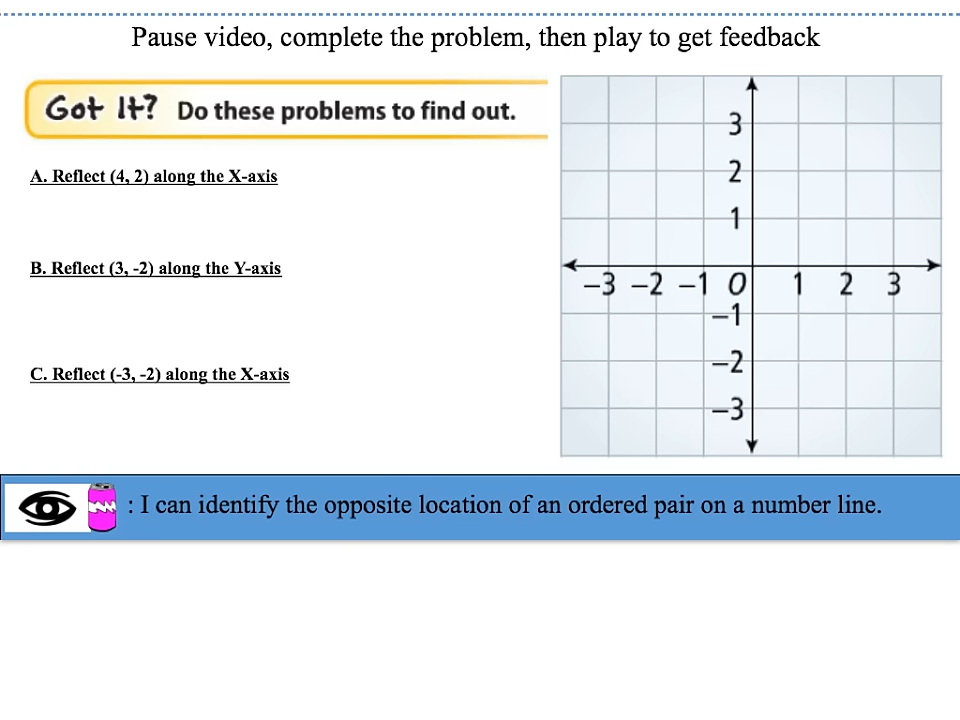 Pause video, complete the problem, then play to get feedback
Got It? Do these problems to find out.
A. Reflect (4, 2) along the X-axis
B. Reflect (3, -2) along the Y-axis
C. Reflect (-3, -2) along the X-axis
3
2
1
–3 –2 –1 0 1 2 3
–1
–2
–3
: I can identify the opposite location of an ordered pair on a number line.